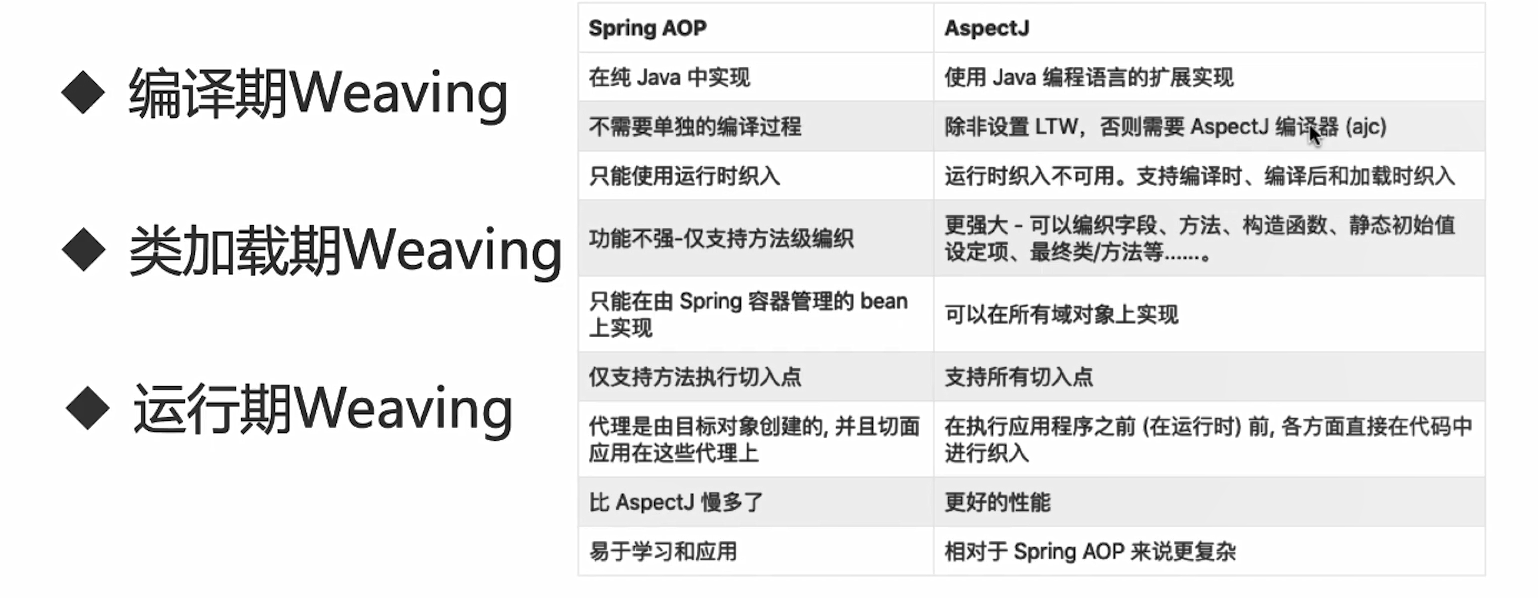 ◆ 编译期Weaving
◆ 类加载期Weaving
◆ 运行期Weaving
Spring AOP
AspectJ
在纯 Java 中实现
使用 Java 编程语言的扩展实现
不需要单独的编译过程
除非设置 LTW，否则需要 AspectJ 编译器 (ajc)
只能使用运行时织入
运行时织入不可用。支持编译时、编译后和加载时织入
功能不强-仅支持方法级编织
更强大 - 可以编织字段、方法、构造函数、静态初始值
设定项、最终类/方法等......。
只能在由 Spring 容器管理的 bean
上实现
可以在所有域对象上实现
仅支持方法执行切入点
支持所有切入点
代理是由目标对象创建的, 并且切面
应用在这些代理上
在执行应用程序之前 (在运行时) 前, 各方面直接在代码中
进行织入
比 AspectJ 慢多了
更好的性能
易于学习和应用
相对于 Spring AOP 来说更复杂